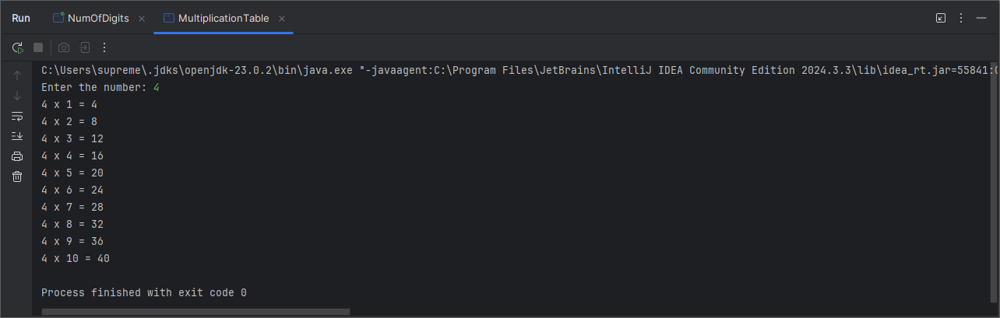 Run NumOfDigits MultiplicationTable
C:\Users\supreme\.jdks\openjdk-23.0.2\bin\java.exe "-javaagent:C:\Program Files\JetBrains\IntelliJ IDEA Community Edition 2024.3.3\lib\idea_rt.jar=55841:
Enter the number: 4
4 x 1 = 4
4 x 2 = 8
4 x 3 = 12
4 x 4 = 16
4 x 5 = 20
4 x 6 = 24
4 x 7 = 28
4 x 8 = 32
4 x 9 = 36
4 x 10 = 40
Process finished with exit code 0